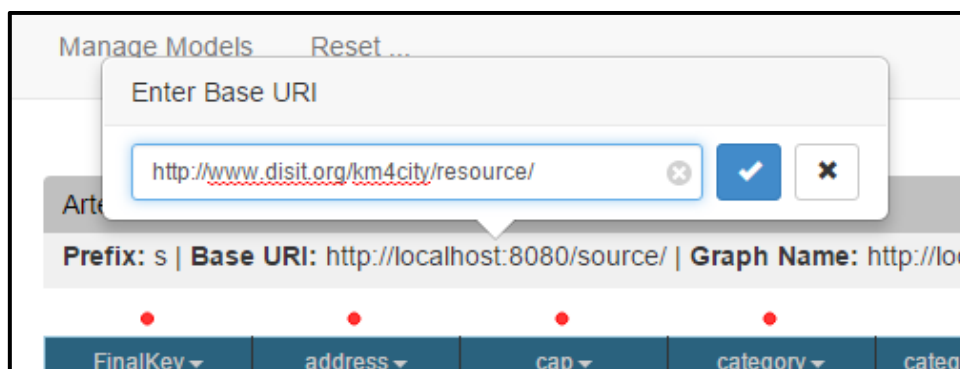 Manage Models Reset ...
Enter Base URI
http://www.disit.org/km4city/resource/
Prefix: s | Base URI: http://localhost:8080/source/ | Graph Name:
FinalKey address cap category